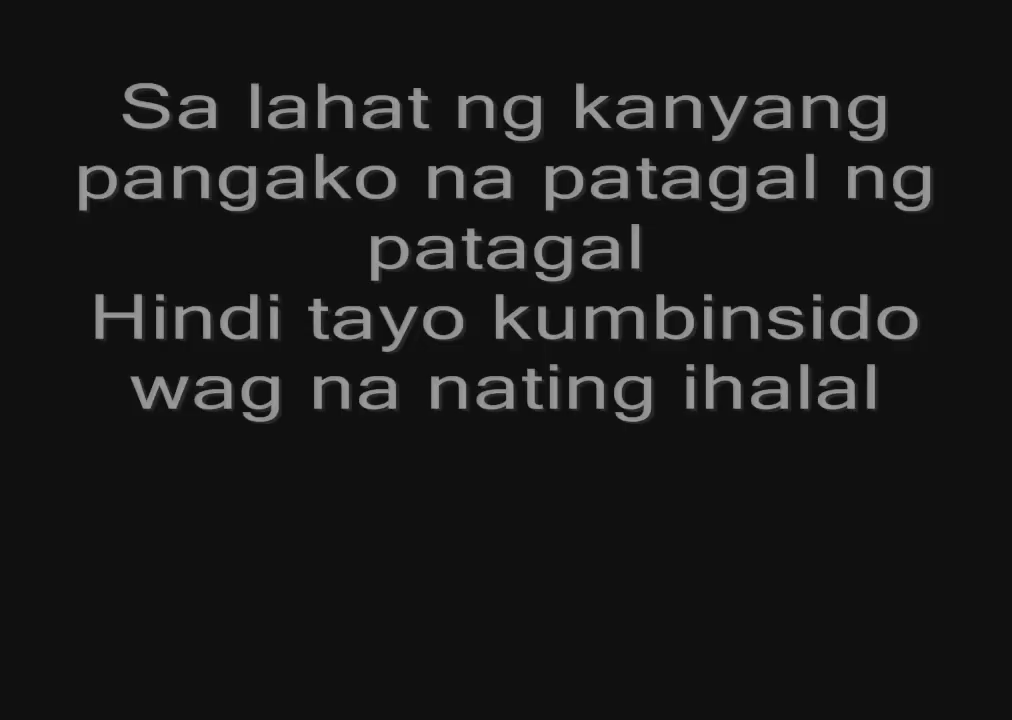 Sa lahat ng kanyang
pangako na patagal ng
patagal
Hindi tayo kumbinsido
wag na nating ihalal